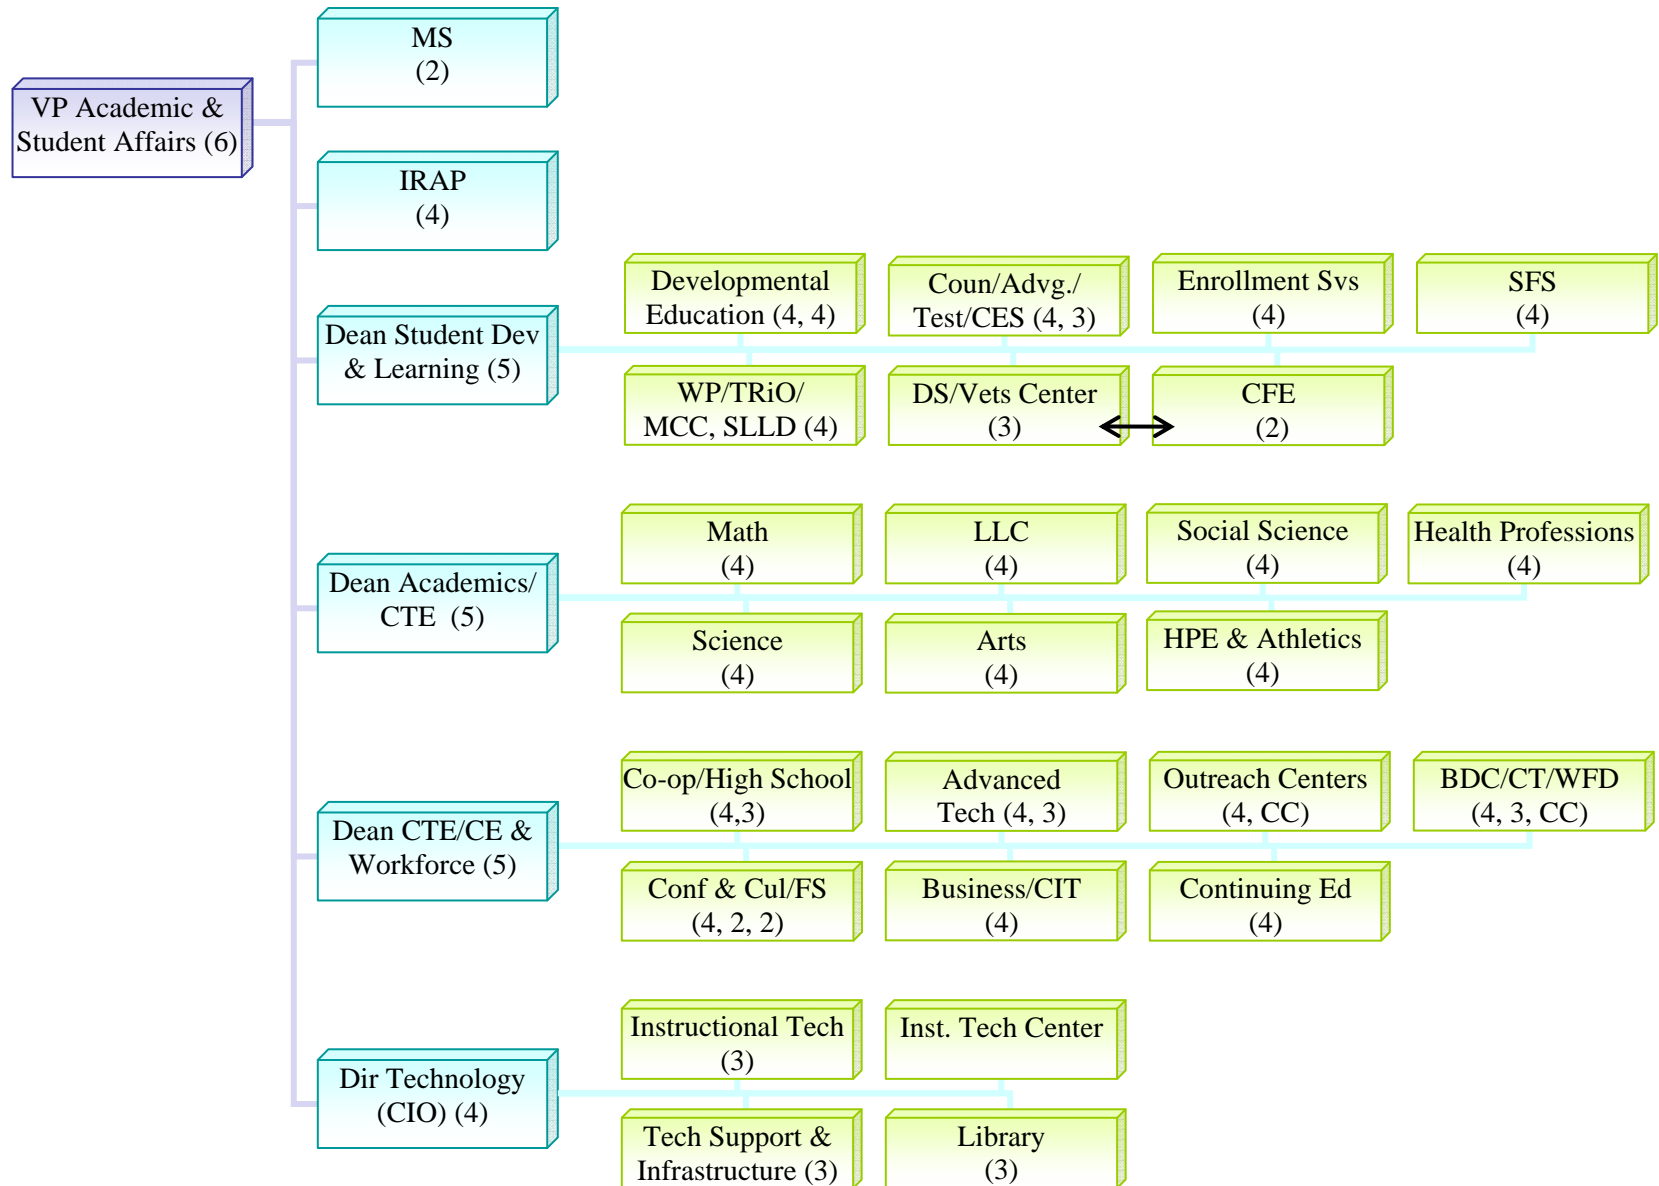 MS
(2)
VP Academic &
Student Affairs (6)
IRAP
(4)
Dean Student Dev
& Learning (5)
Developmental
Education (4, 4)
Coun/Advg./
Test/CES (4, 3)
Enrollment Svs
(4)
SFS
(4)
WP/TRiO/
MCC, SLLD (4)
DS/Vets Center
(3)
CFE
(2)
Dean Academics/
CTE (5)
Math
(4)
LLC
(4)
Social Science
(4)
Health Professions
(4)
Science
(4)
Arts
(4)
HPE & Athletics
(4)
Dean CTE/CE &
Workforce (5)
Co-op/High School
(4,3)
Advanced
Tech (4, 3)
Outreach Centers
(4, CC)
BDC/CT/WFD
(4, 3, CC)
Conf & Cul/FS
(4, 2, 2)
Business/CIT
(4)
Continuing Ed
(4)
Dir Technology
(CIO) (4)
Instructional Tech
(3)
Inst. Tech Center
Tech Support &
Infrastructure (3)
Library
(3)